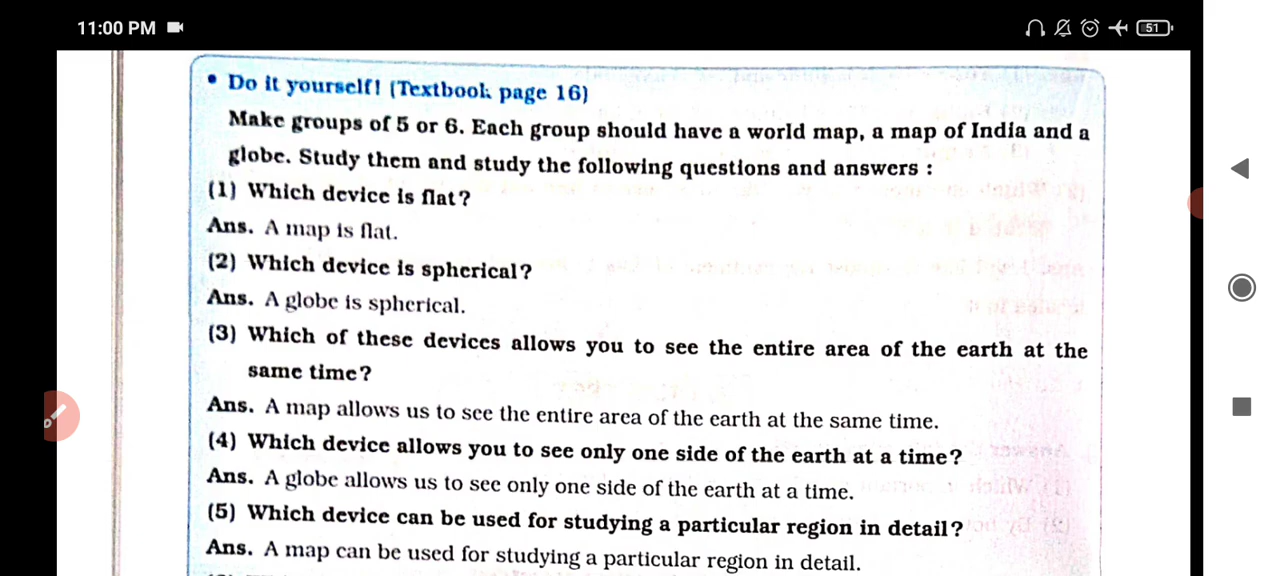 11:00 PM
51
• Do it yourself! (Textbook page 16)
Make groups of 5 or 6. Each group should have a world map, a map of India and a
globe. Study them and study the following questions and answers :
(1) Which device is flat?
Ans. A map is flat.
(2) Which device is spherical?
Ans. A globe is spherical.
(3) Which of these devices allows you to see the entire area of the earth at the
same time?
Ans. A map allows us to see the entire area of the earth at the same time.
(4) Which device allows you to see only one side of the earth at a time?
Ans. A globe allows us to see only one side of the earth at a time.
(5) Which device can be used for studying a particular region in detail?
Ans. A map can be used for studying a particular region in detail.